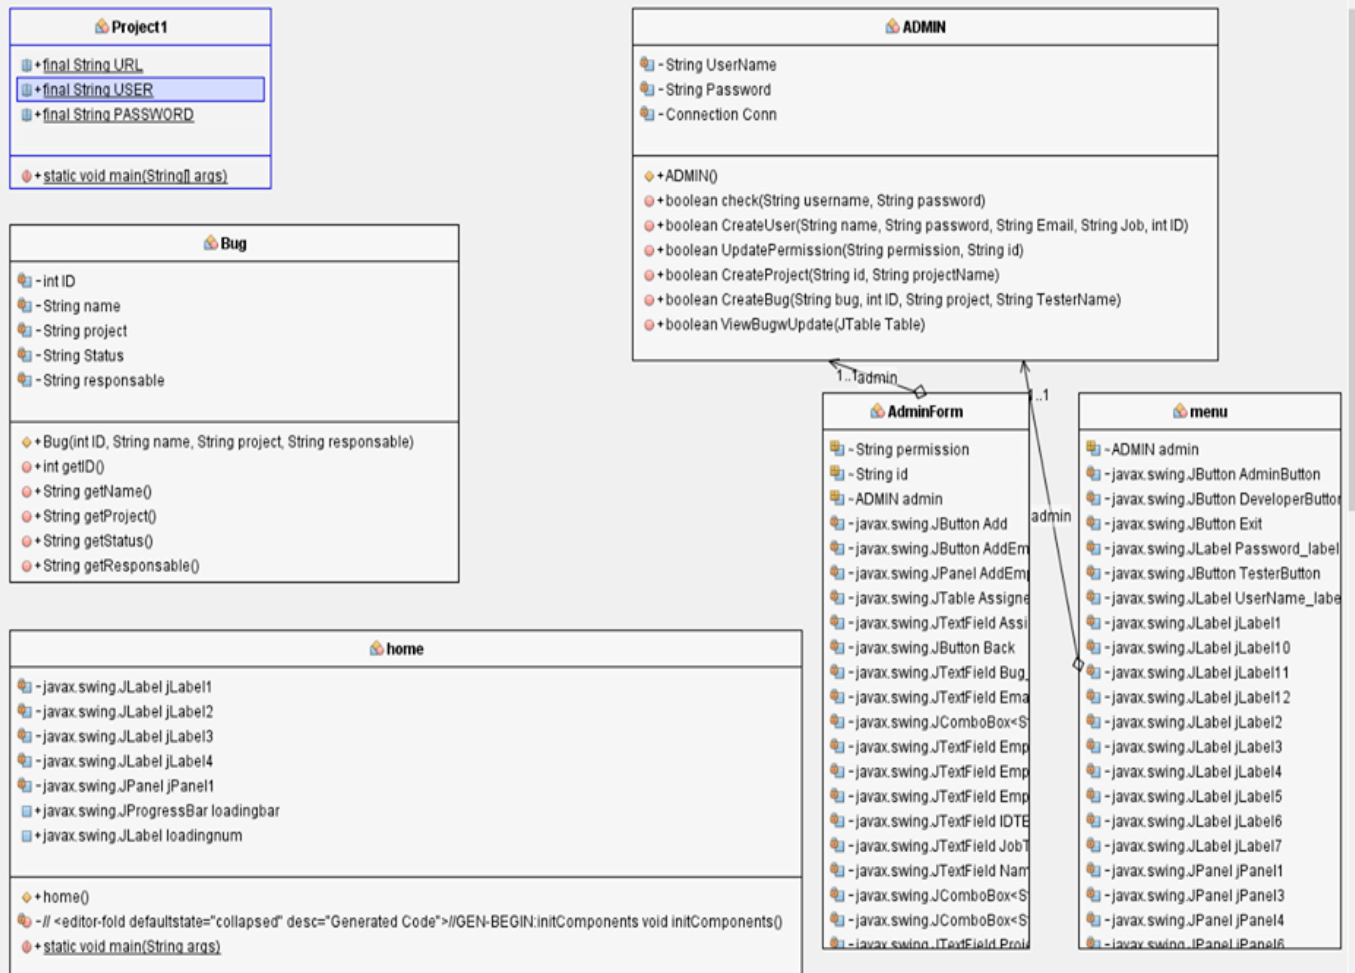 Project1
+final String URL
+final String USER
+final String PASSWORD
+static void main(String[] args)
ADMIN
-String UserName
-String Password
-Connection Conn
+ADMIN()
+boolean check(String username, String password)
+boolean CreateUser(String name, String password, String Email, String Job, int ID)
+boolean UpdatePermission(String permission, String id)
+boolean CreateProject(String id, String projectName)
+boolean CreateBug(String bug, int ID, String project, String TesterName)
+boolean ViewBugwUpdate(JTable Table)
Bug
-int ID
-String name
-String project
-String Status
-String responsable
+Bug(int ID, String name, String project, String responsable)
+int getID()
+String getName()
+String getProject()
+String getStatus()
+String getResponsable()
1..1 admin
1..1
admin
AdminForm
~String permission
~String id
~ADMIN admin
-javax.swing.JButton Add
-javax.swing.JButton AddEm
-javax.swing.JPanel AddEmp
-javax.swing.JTable Assigne
-javax.swing.JTextField Assi
-javax.swing.JButton Back
-javax.swing.JTextField Bug_
-javax.swing.JTextField Ema
-javax.swing.JComboBox<S
-javax.swing.JTextField Emp
-javax.swing.JTextField Emp
-javax.swing.JTextField Emp
-javax.swing.JTextField IDTE
-javax.swing.JTextField JobT
-javax.swing.JTextField Nam
-javax.swing.JComboBox<S
-javax.swing.JComboBox<S
-javax.swing.JTextField Proje
menu
~ADMIN admin
-javax.swing.JButton AdminButton
-javax.swing.JButton DeveloperButton
-javax.swing.JButton Exit
-javax.swing.JLabel Password_label
-javax.swing.JButton TesterButton
-javax.swing.JLabel UserName_labe
-javax.swing.JLabel jLabel1
-javax.swing.JLabel jLabel10
-javax.swing.JLabel jLabel11
-javax.swing.JLabel jLabel12
-javax.swing.JLabel jLabel2
-javax.swing.JLabel jLabel3
-javax.swing.JLabel jLabel4
-javax.swing.JLabel jLabel5
-javax.swing.JLabel jLabel6
-javax.swing.JLabel jLabel7
-javax.swing.JPanel jPanel1
-javax.swing.JPanel jPanel3
-javax.swing.JPanel jPanel4
-javax.swing.JPanel jPanel6
home
-javax.swing.JLabel jLabel1
-javax.swing.JLabel jLabel2
-javax.swing.JLabel jLabel3
-javax.swing.JLabel jLabel4
-javax.swing.JPanel jPanel1
+javax.swing.JProgressBar loadingbar
+javax.swing.JLabel loadingnum
+home()
-// <editor-fold defaultstate="collapsed" desc="Generated Code">//GEN-BEGIN:initComponents void initComponents()
+static void main(String args)